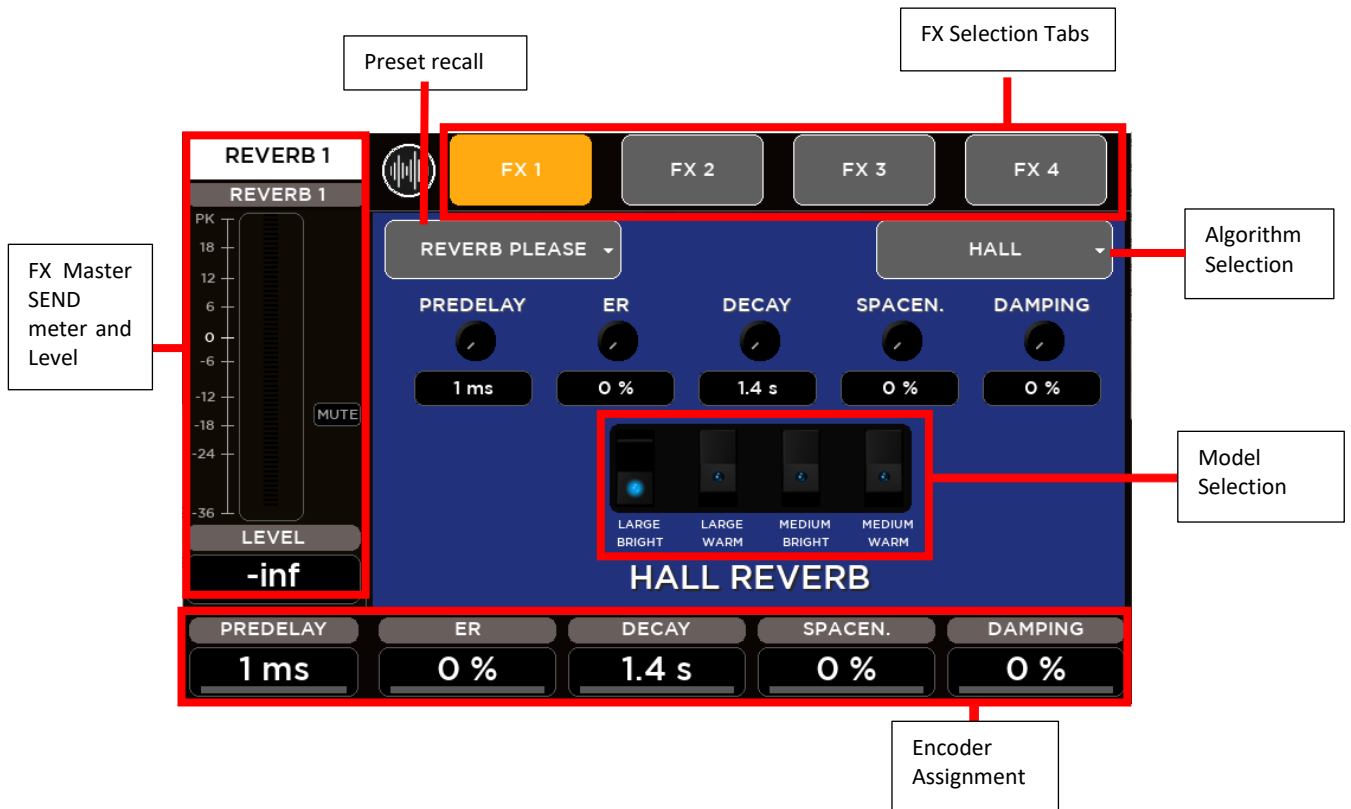 FX Selection Tabs
Preset recall
REVERB 1
FX 1
FX 2
FX 3
FX 4
REVERB 1
PK
18
12
6
0
-6
-12
-18
-24
-36
MUTE
LEVEL
-inf
FX Master
SEND
meter and
Level
REVERB PLEASE
HALL
Algorithm
Selection
PREDELAY
ER
DECAY
SPACEN.
DAMPING
1 ms
0 %
1.4 s
0 %
0 %
LARGE
BRIGHT
LARGE
WARM
MEDIUM
BRIGHT
MEDIUM
WARM
Model
Selection
HALL REVERB
PREDELAY
ER
DECAY
SPACEN.
DAMPING
1 ms
0 %
1.4 s
0 %
0 %
Encoder
Assignment